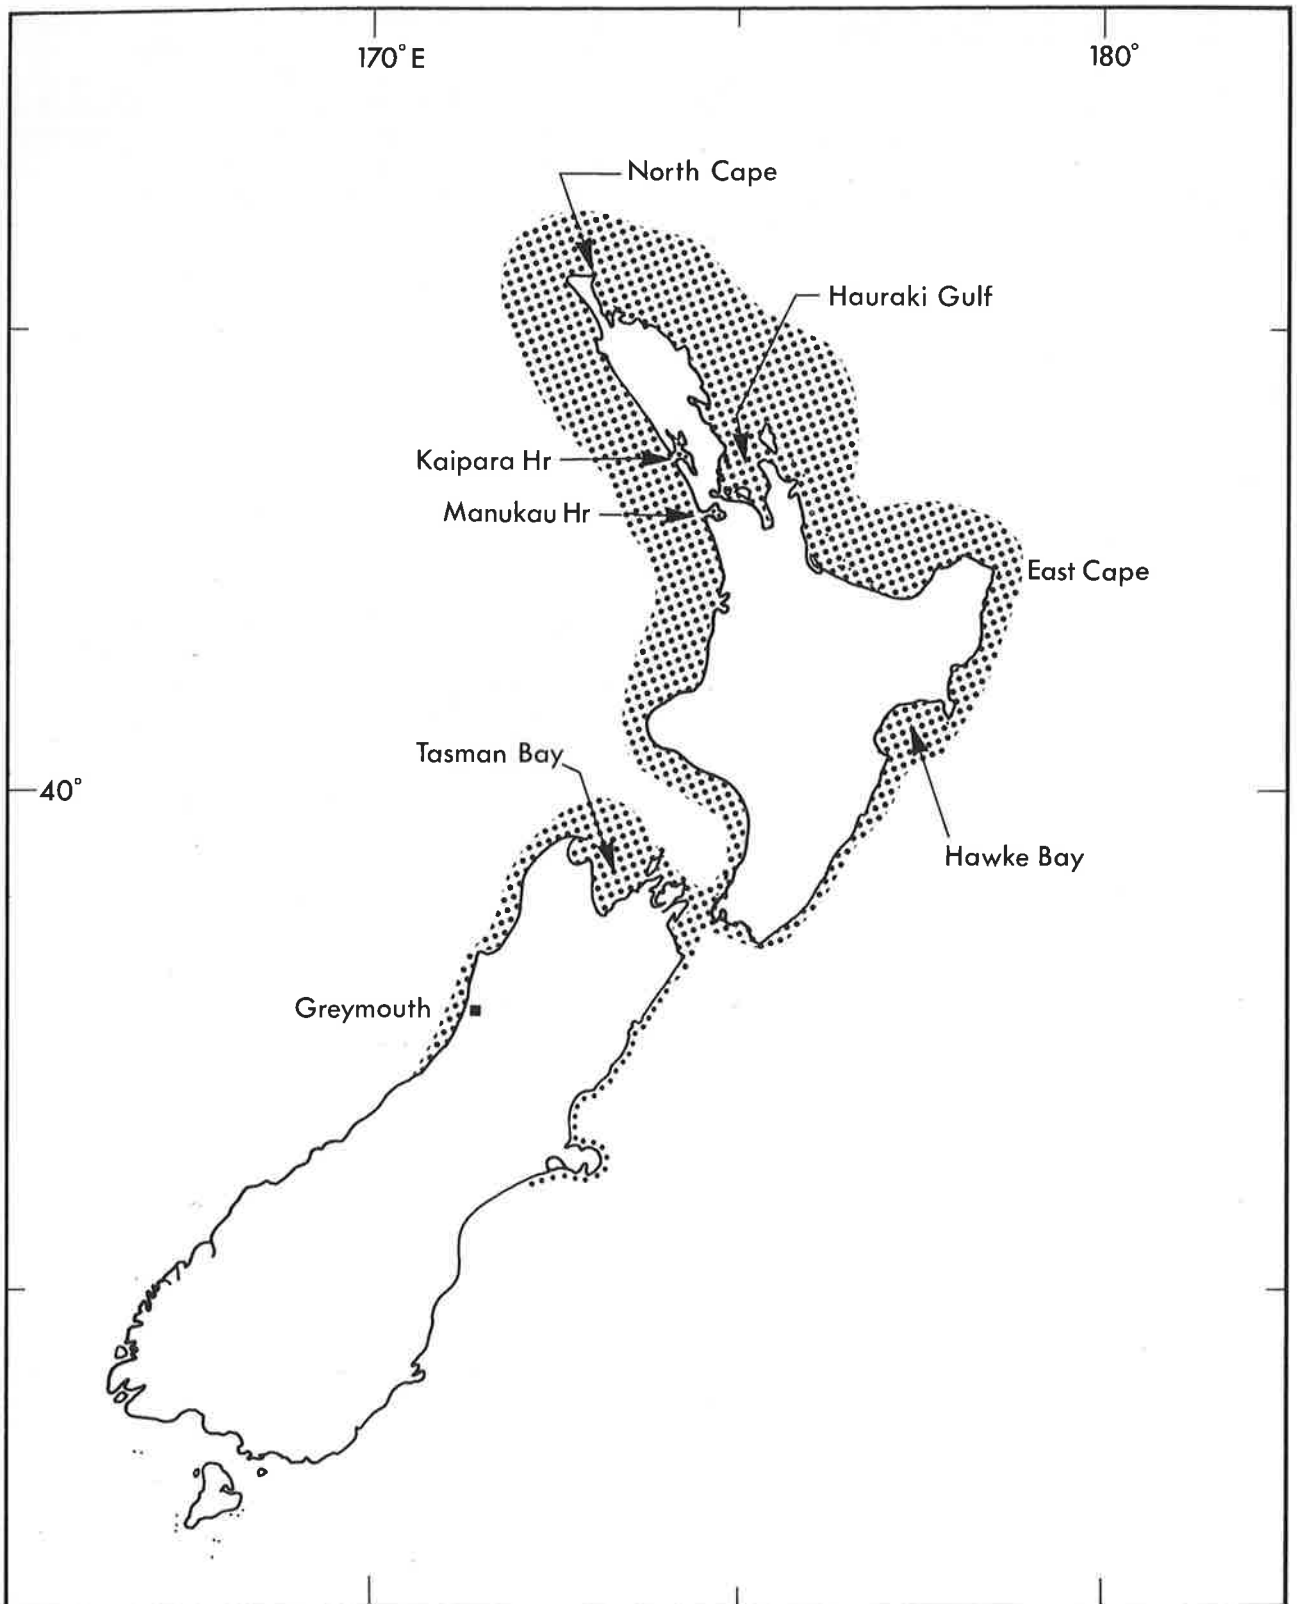 170°E
180°
North Cape
Hauraki Gulf
Kaipara Hr
Manukau Hr
East Cape
Tasman Bay
40°
Hawke Bay
Greymouth